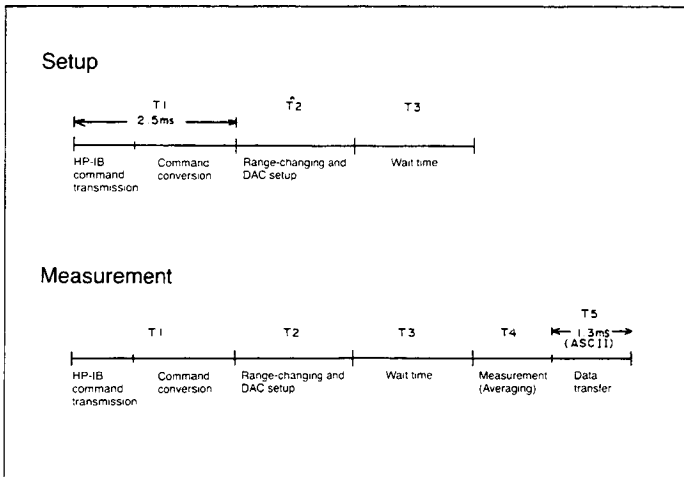 Setup
T1 T2 T3
2.5ms
HP-IB command transmission
Command conversion
Range-changing and DAC setup
Wait time
Measurement
T5
T1 T2 T3 T4 1.3ms
(ASCII)
HP-IB command transmission
Command conversion
Range-changing and DAC setup
Wait time
Measurement (Averaging)
Data transfer